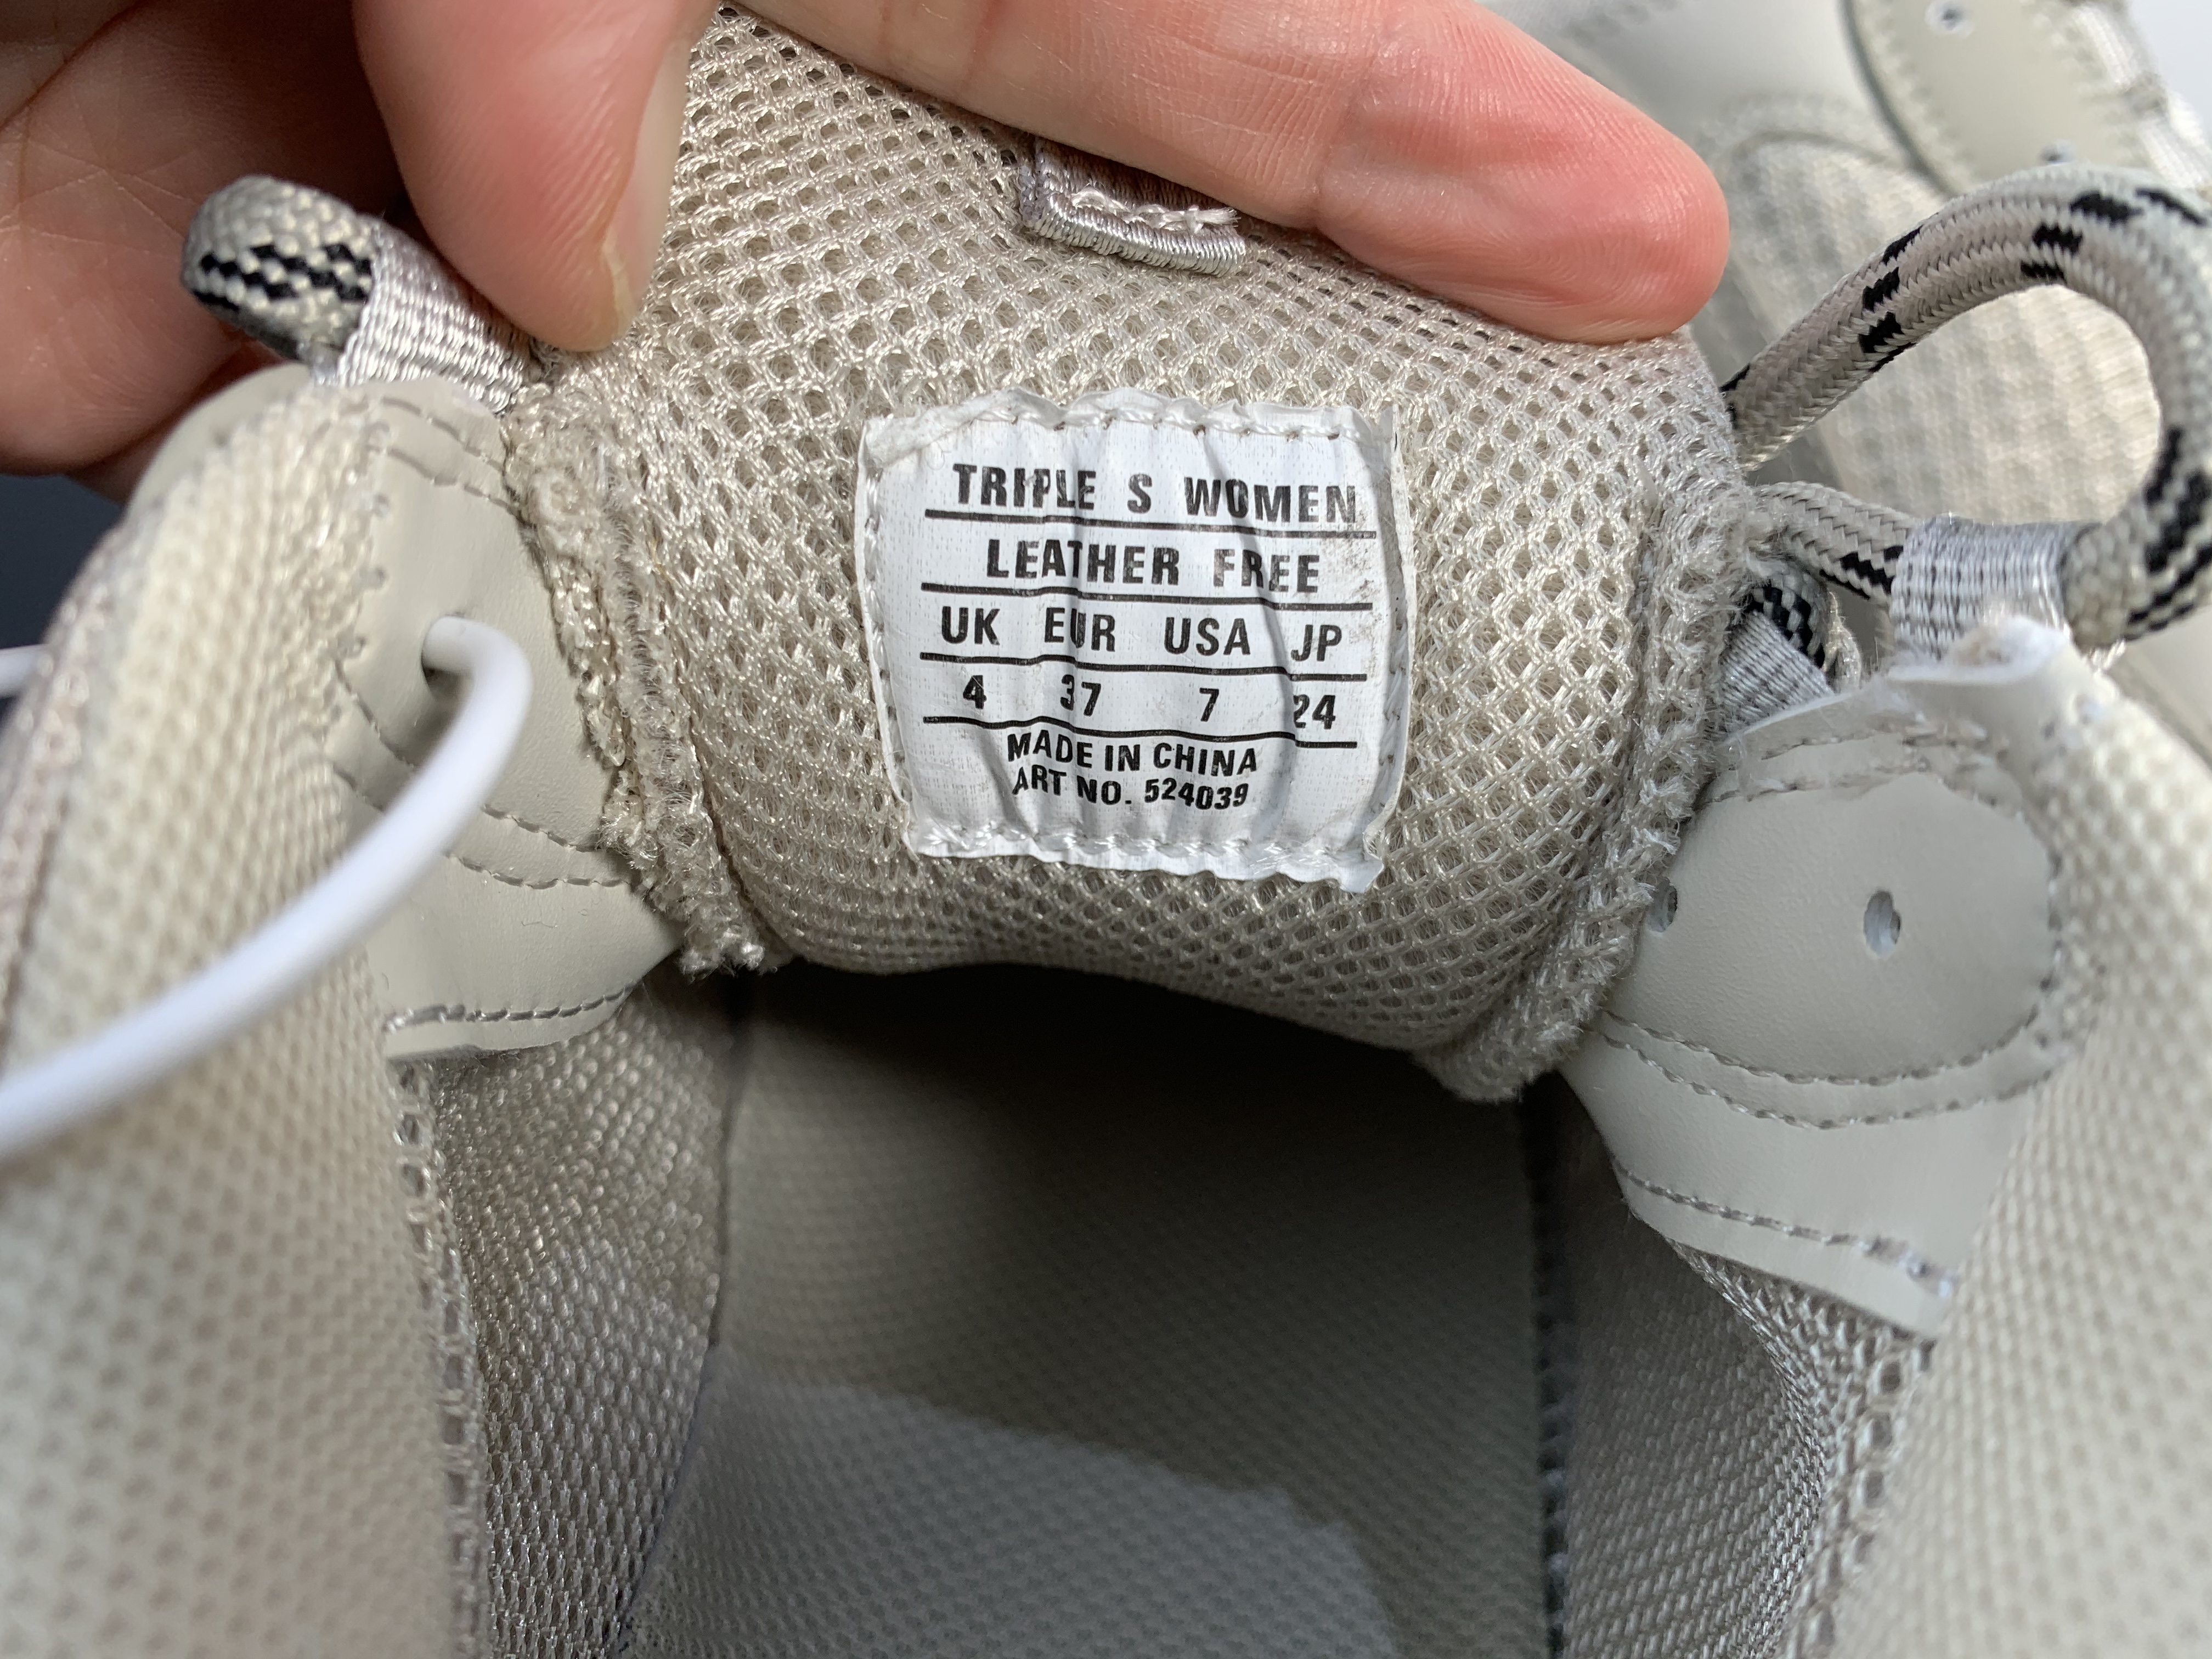 TRIPLE S WOMEN
LEATHER FREE
UK EUR USA JP
4 37 7 24
MADE IN CHINA
ART NO. 524039